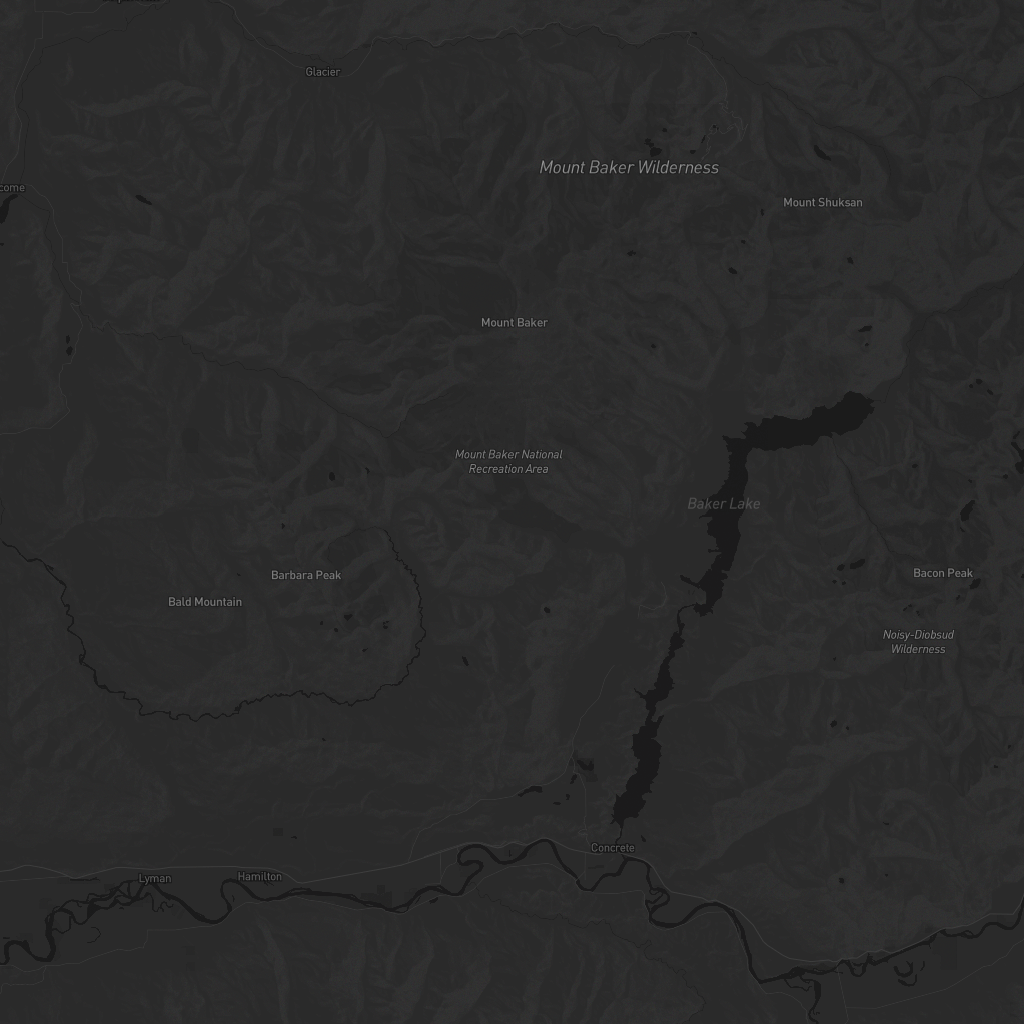 Glacier
Mount Baker Wilderness
come
Mount Shuksan
Mount Baker
Mount Baker National
Recreation Area
Baker Lake
Barbara Peak
Bacon Peak
Bald Mountain
Noisy-Diobsud
Wilderness
Concrete
Lyman
Hamilton